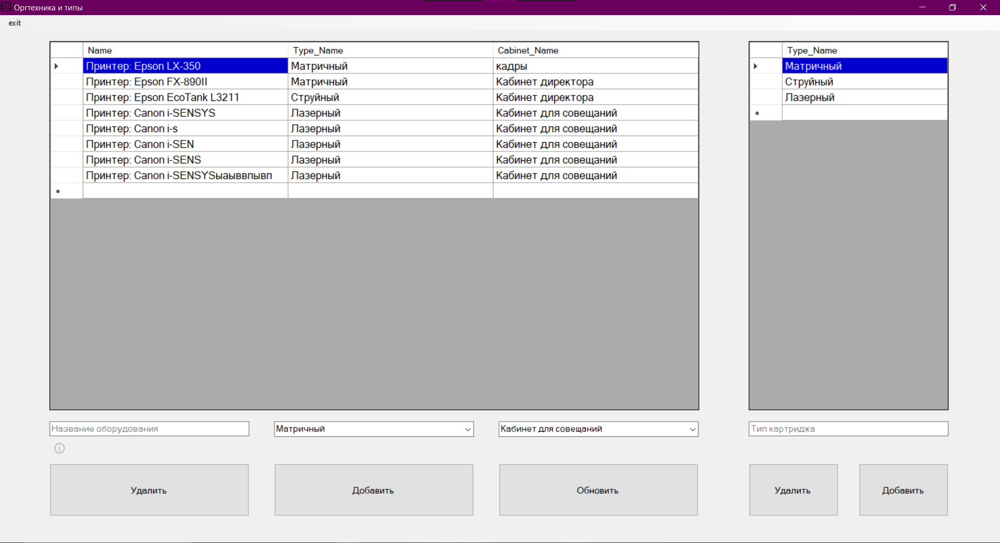 Оргтехника и типы
exit
Name Type_Name Cabinet_Name
Принтер: Epson LX-350 Матричный кадры
Принтер: Epson FX-890II Матричный Кабинет директора
Принтер: Epson EcoTank L3211 Струйный Кабинет директора
Принтер: Canon i-SENSYS Лазерный Кабинет для совещаний
Принтер: Canon i-s Лазерный Кабинет для совещаний
Принтер: Canon i-SEN Лазерный Кабинет для совещаний
Принтер: Canon i-SENS Лазерный Кабинет для совещаний
Принтер: Canon i-SENSYSыаыввпывп Лазерный Кабинет для совещаний
Type_Name
Матричный
Струйный
Лазерный
Название оборудования Матричный Кабинет для совещаний Тип картриджа
Удалить Добавить Обновить Удалить Добавить